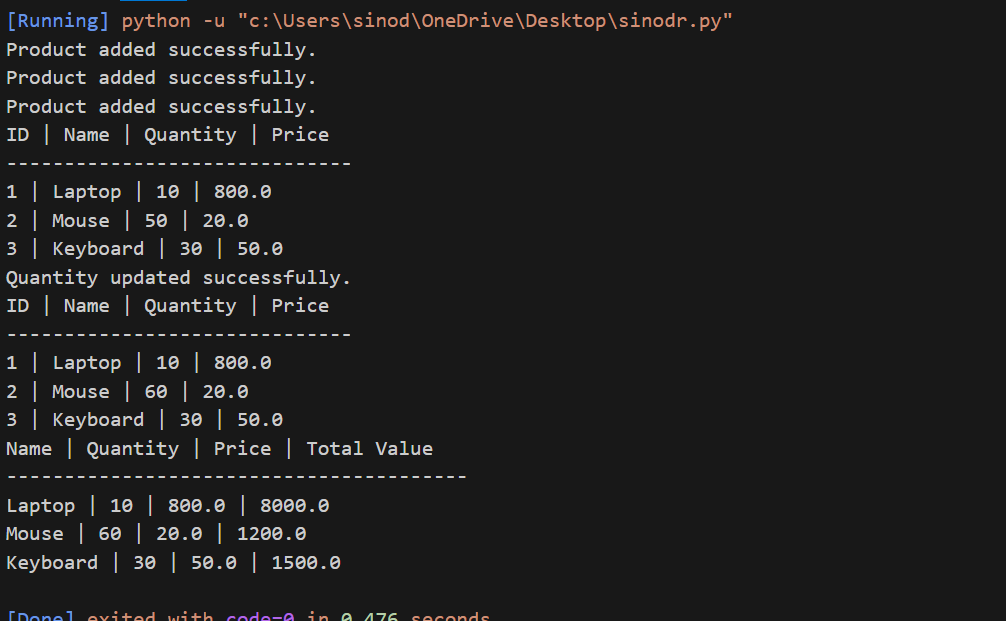 [Running] python -u "c:\Users\sinod\OneDrive\Desktop\sinodr.py"
Product added successfully.
Product added successfully.
Product added successfully.
ID | Name | Quantity | Price
------------------------------
1 | Laptop | 10 | 800.0
2 | Mouse | 50 | 20.0
3 | Keyboard | 30 | 50.0
Quantity updated successfully.
ID | Name | Quantity | Price
------------------------------
1 | Laptop | 10 | 800.0
2 | Mouse | 60 | 20.0
3 | Keyboard | 30 | 50.0
Name | Quantity | Price | Total Value
----------------------------------------
Laptop | 10 | 800.0 | 8000.0
Mouse | 60 | 20.0 | 1200.0
Keyboard | 30 | 50.0 | 1500.0
[Done] exited with code=0 in 0.476 seconds